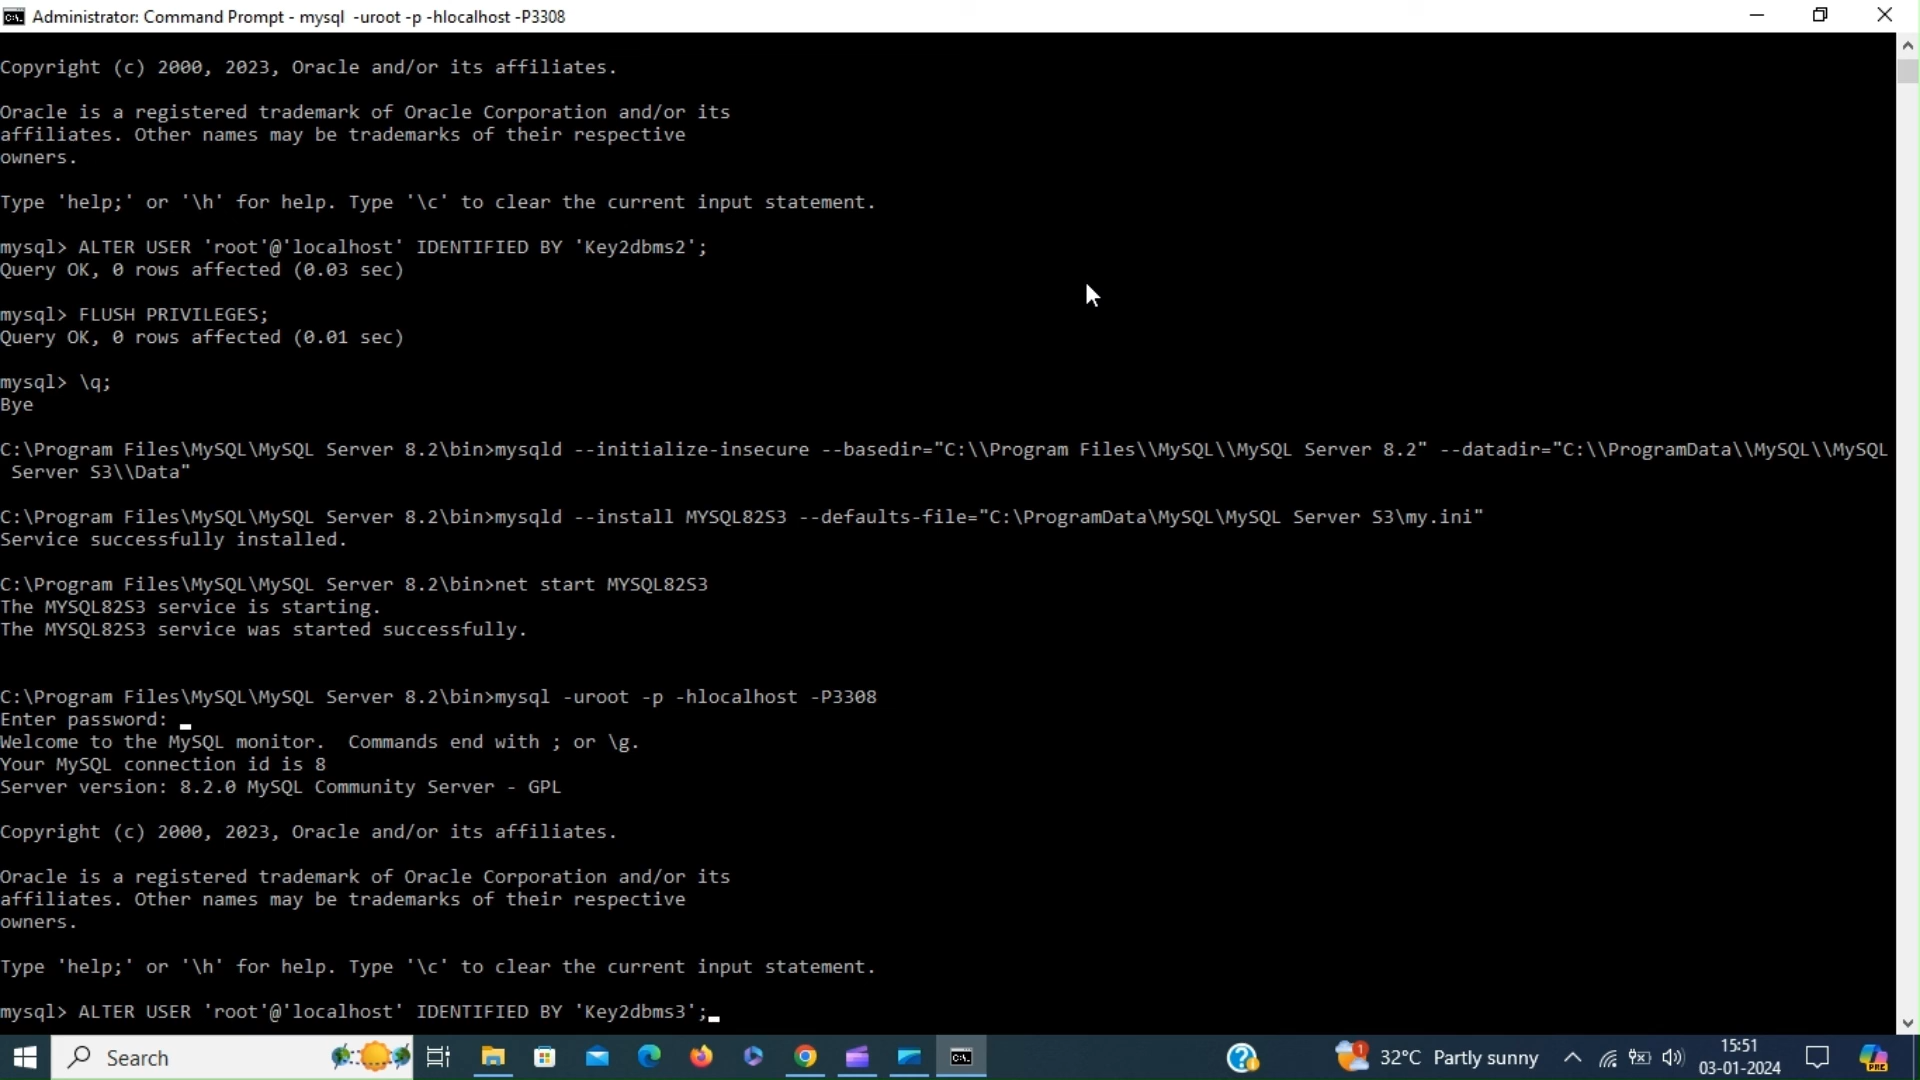 Administrator: Command Prompt - mysql  -uroot -p -hlocalhost -P3308
Copyright (c) 2000, 2023, Oracle and/or its affiliates.
Oracle is a registered trademark of Oracle Corporation and/or its
affiliates. Other names may be trademarks of their respective
owners.
Type 'help;' or '\h' for help. Type '\c' to clear the current input statement.
mysql> ALTER USER 'root'@'localhost' IDENTIFIED BY 'Key2dbms2';
Query OK, 0 rows affected (0.03 sec)
mysql> FLUSH PRIVILEGES;
Query OK, 0 rows affected (0.01 sec)
mysql> \q;
Bye
C:\Program Files\MySQL\MySQL Server 8.2\bin>mysqld --initialize-insecure --basedir="C:\\Program Files\\MySQL\\MySQL Server 8.2" --datadir="C:\\ProgramData\\MySQL\\MySQL
Server S3\\Data"
C:\Program Files\MySQL\MySQL Server 8.2\bin>mysqld --install MYSQL82S3 --defaults-file="C:\ProgramData\MySQL\MySQL Server S3\my.ini"
Service successfully installed.
C:\Program Files\MySQL\MySQL Server 8.2\bin>net start MYSQL82S3
The MYSQL82S3 service is starting.
The MYSQL82S3 service was started successfully.
C:\Program Files\MySQL\MySQL Server 8.2\bin>mysql -uroot -p -hlocalhost -P3308
Enter password:
Welcome to the MySQL monitor.  Commands end with ; or \g.
Your MySQL connection id is 8
Server version: 8.2.0 MySQL Community Server - GPL
Copyright (c) 2000, 2023, Oracle and/or its affiliates.
Oracle is a registered trademark of Oracle Corporation and/or its
affiliates. Other names may be trademarks of their respective
owners.
Type 'help;' or '\h' for help. Type '\c' to clear the current input statement.
mysql> ALTER USER 'root'@'localhost' IDENTIFIED BY 'Key2dbms3';
Search
1
32°C Partly sunny
15:51
03-01-2024
PRE